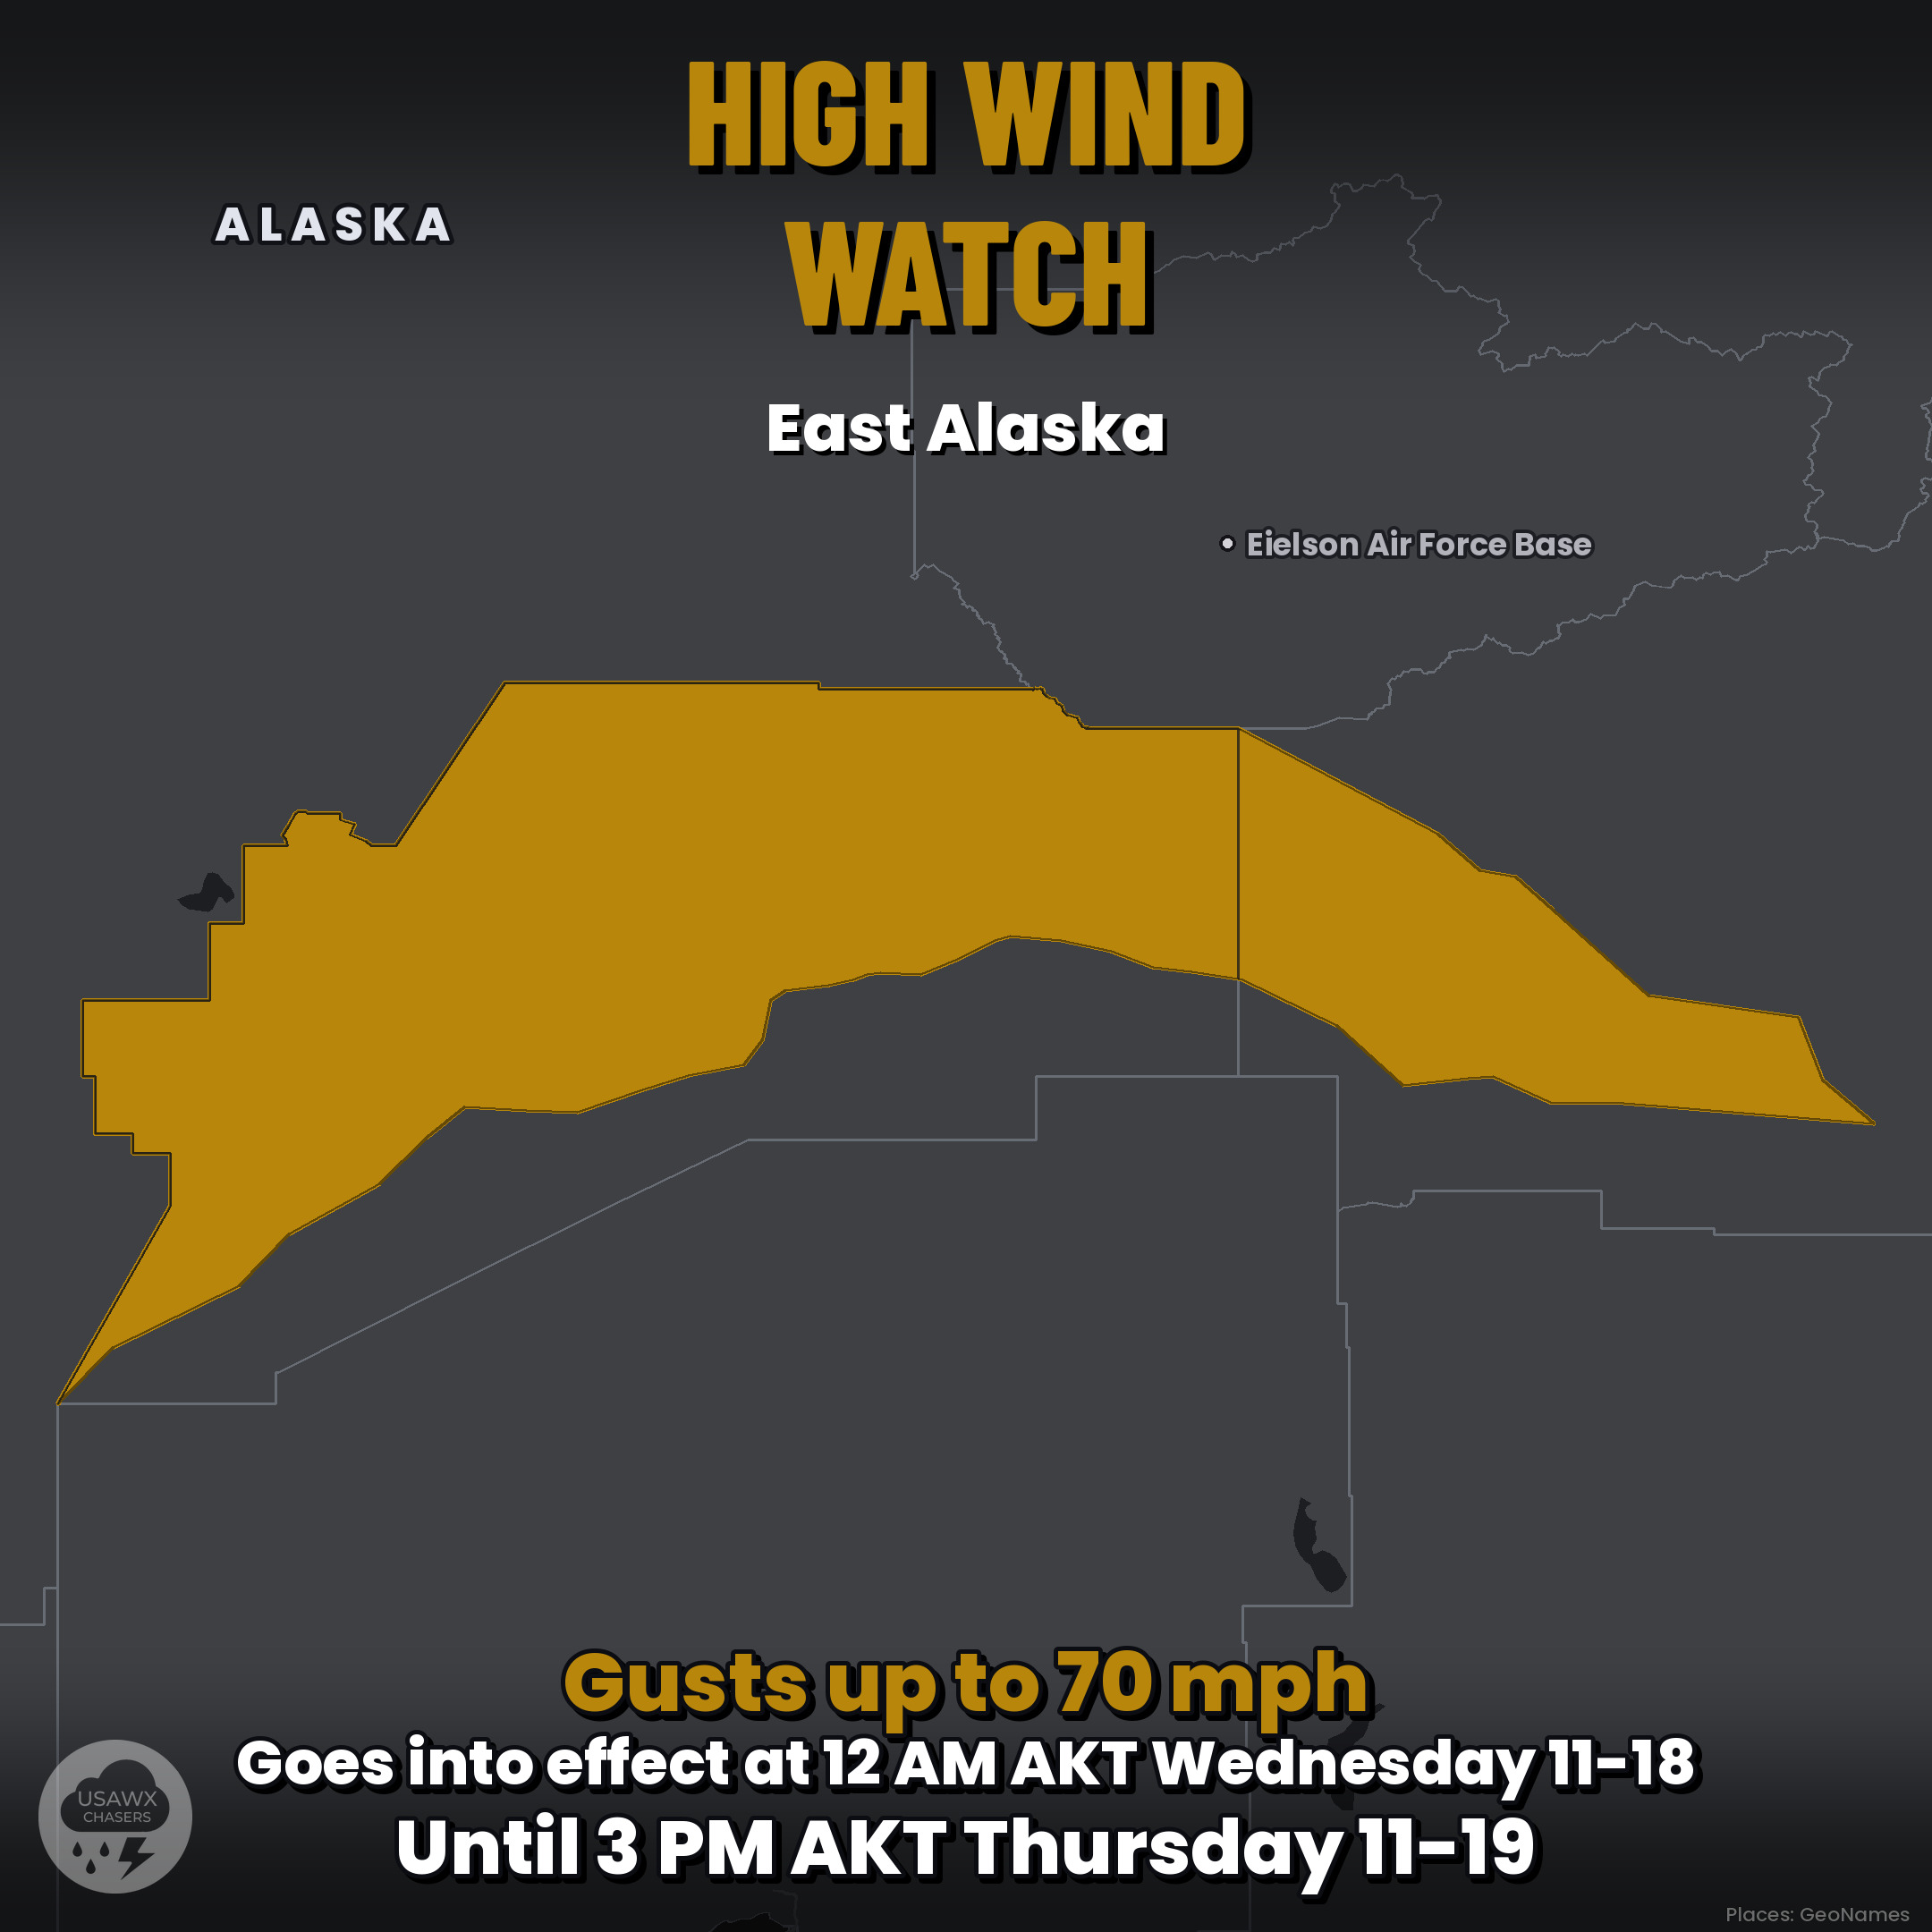 HIGH WIND
WATCH
ALASKA
East Alaska
Eielson Air Force Base
Gusts up to 70 mph
Goes into effect at 12 AM AKT Wednesday 11-18
Until 3 PM AKT Thursday 11-19
USAWX
CHASERS
Places: GeoNames